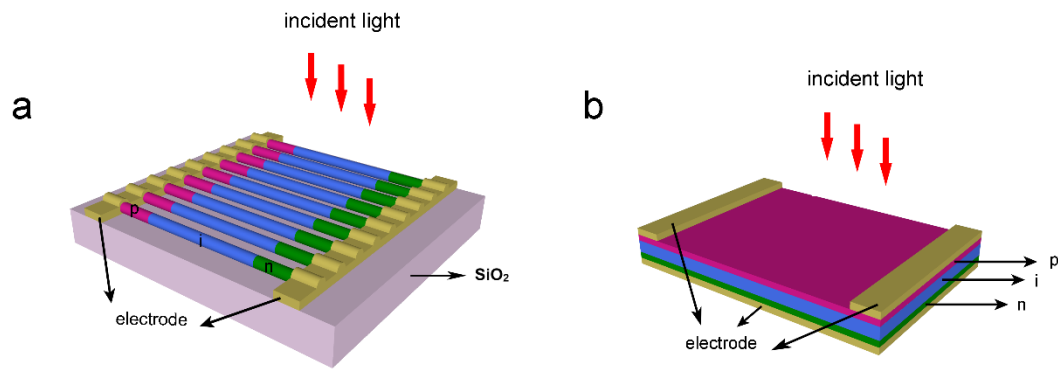 incident light
a
p
i
n
SiO₂
electrode
incident light
b
p
i
n
electrode